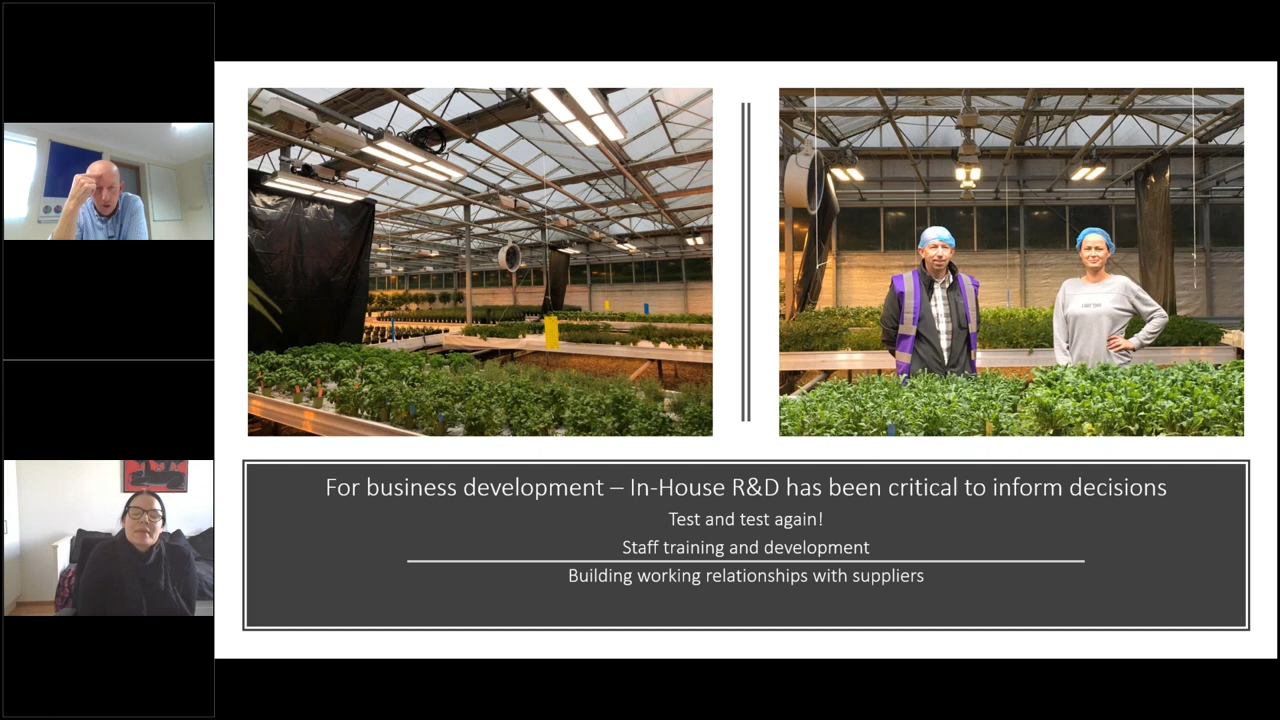 For business development – In-House R&D has been critical to inform decisions
Test and test again!
Staff training and development
Building working relationships with suppliers